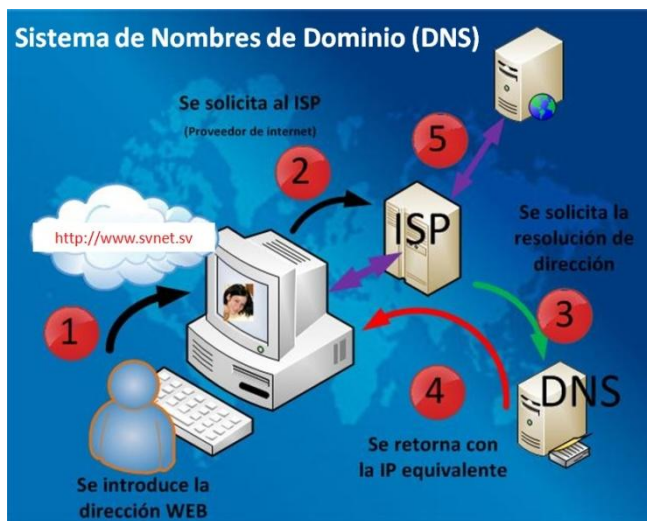 Sistema de Nombres de Dominio (DNS)
Se solicita al ISP
(Proveedor de internet)
5
2
http://www.svnet.sv
ISP
Se solicita la
resolución de
dirección
1
3
4
DNS
Se retorna con
la IP equivalente
Se introduce la
dirección WEB